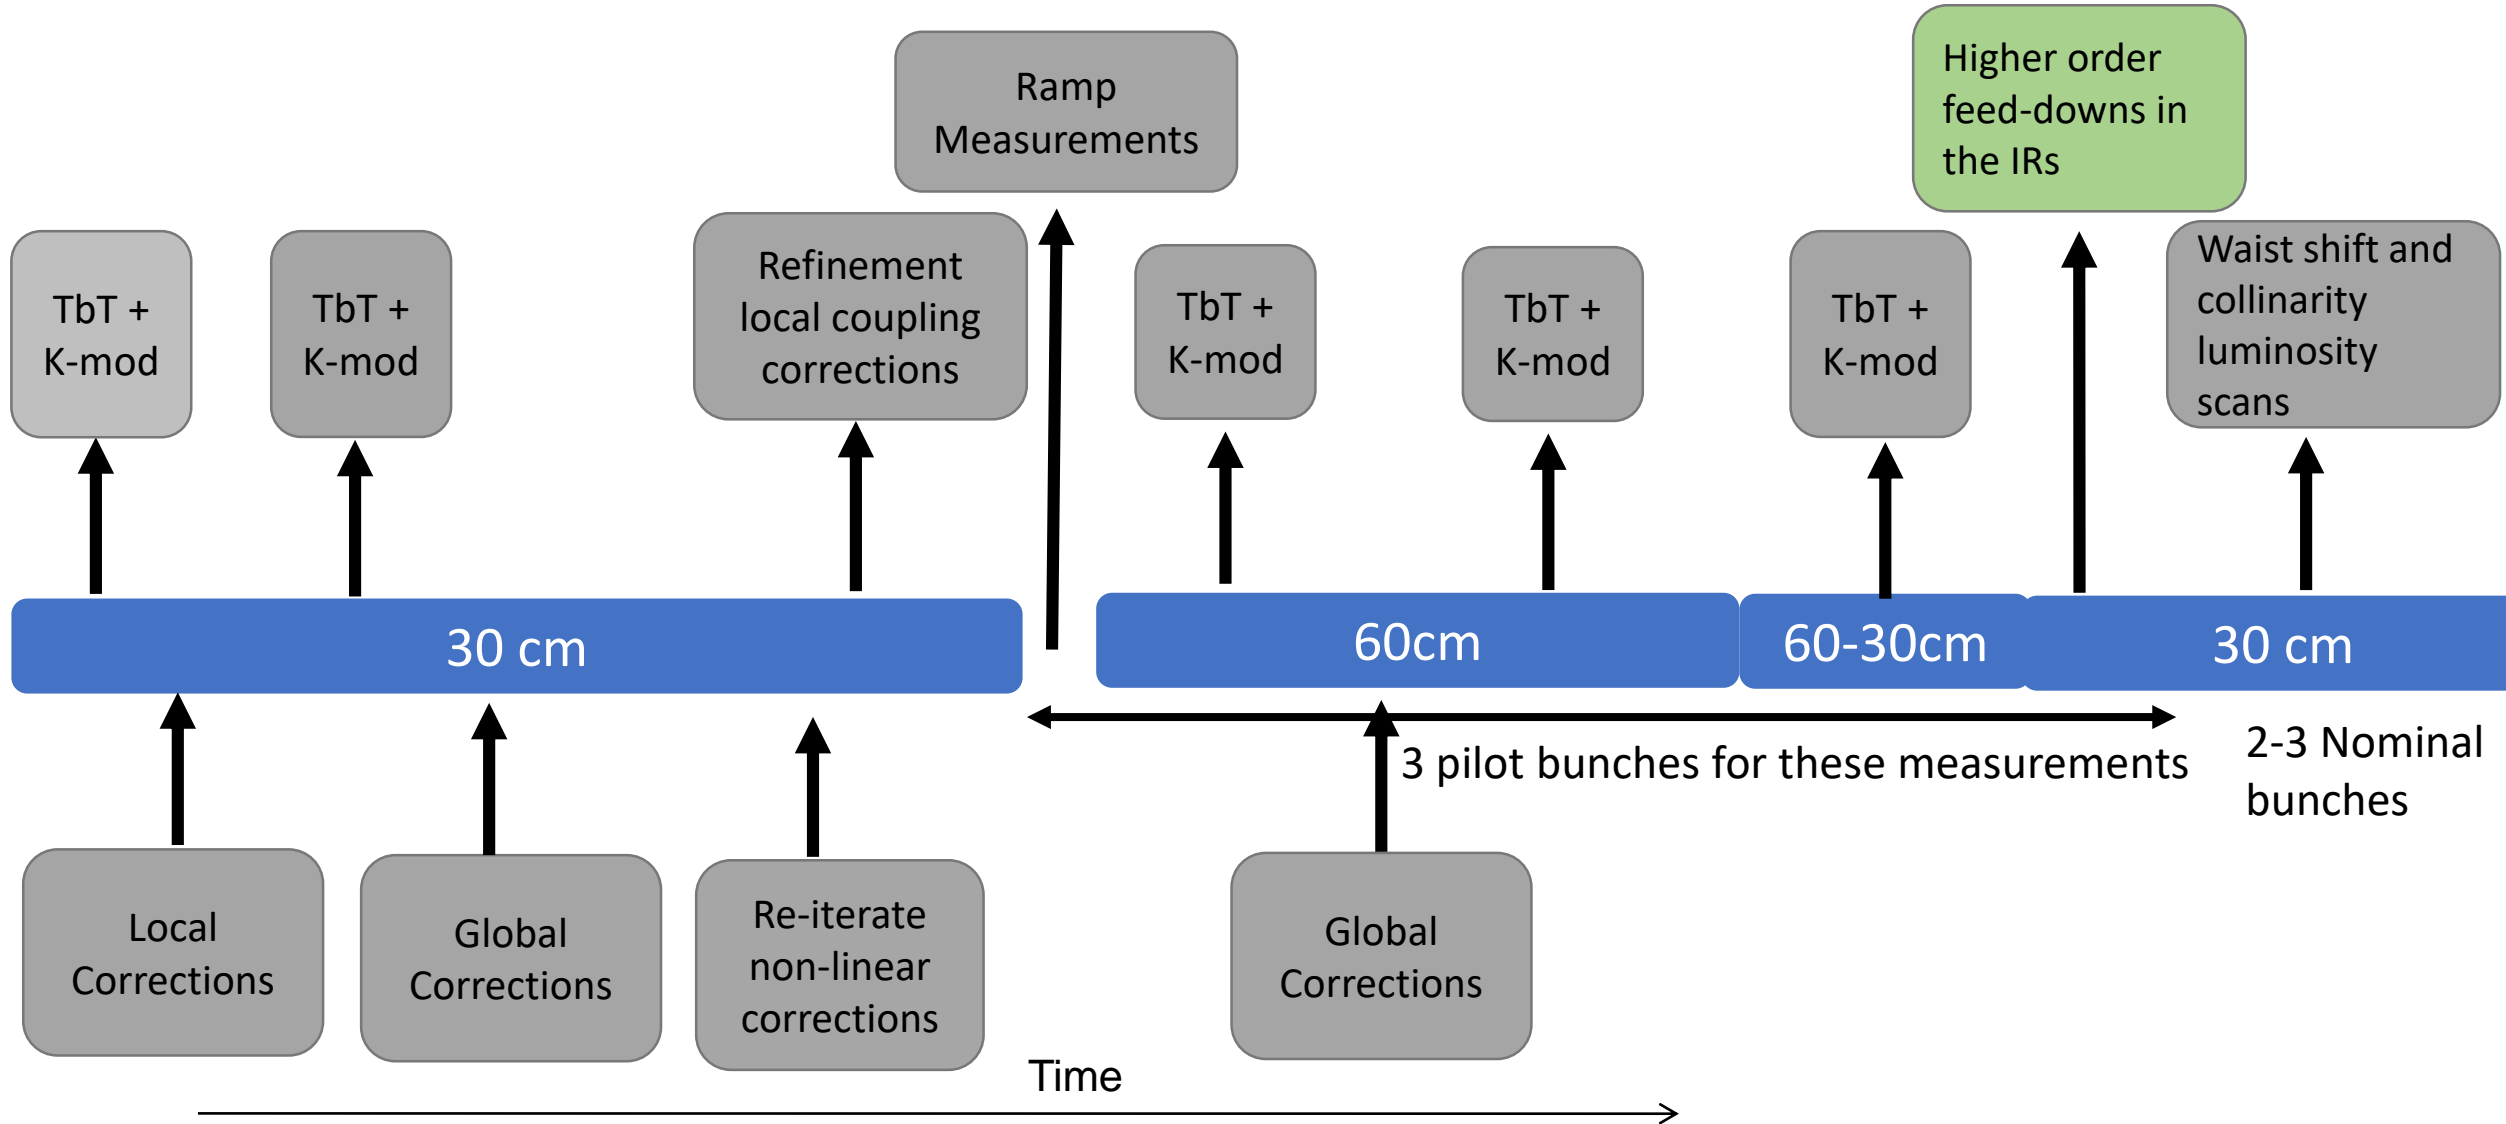 Ramp
Measurements
Higher order
feed-downs in
the IRs
TbT +
K-mod
TbT +
K-mod
Refinement
local coupling
corrections
TbT +
K-mod
TbT +
K-mod
TbT +
K-mod
Waist shift and
collinarity
luminosity
scans
30 cm
60cm
60-30cm
30 cm
3 pilot bunches for these measurements
2-3 Nominal
bunches
Local
Corrections
Global
Corrections
Re-iterate
non-linear
corrections
Global
Corrections
Time